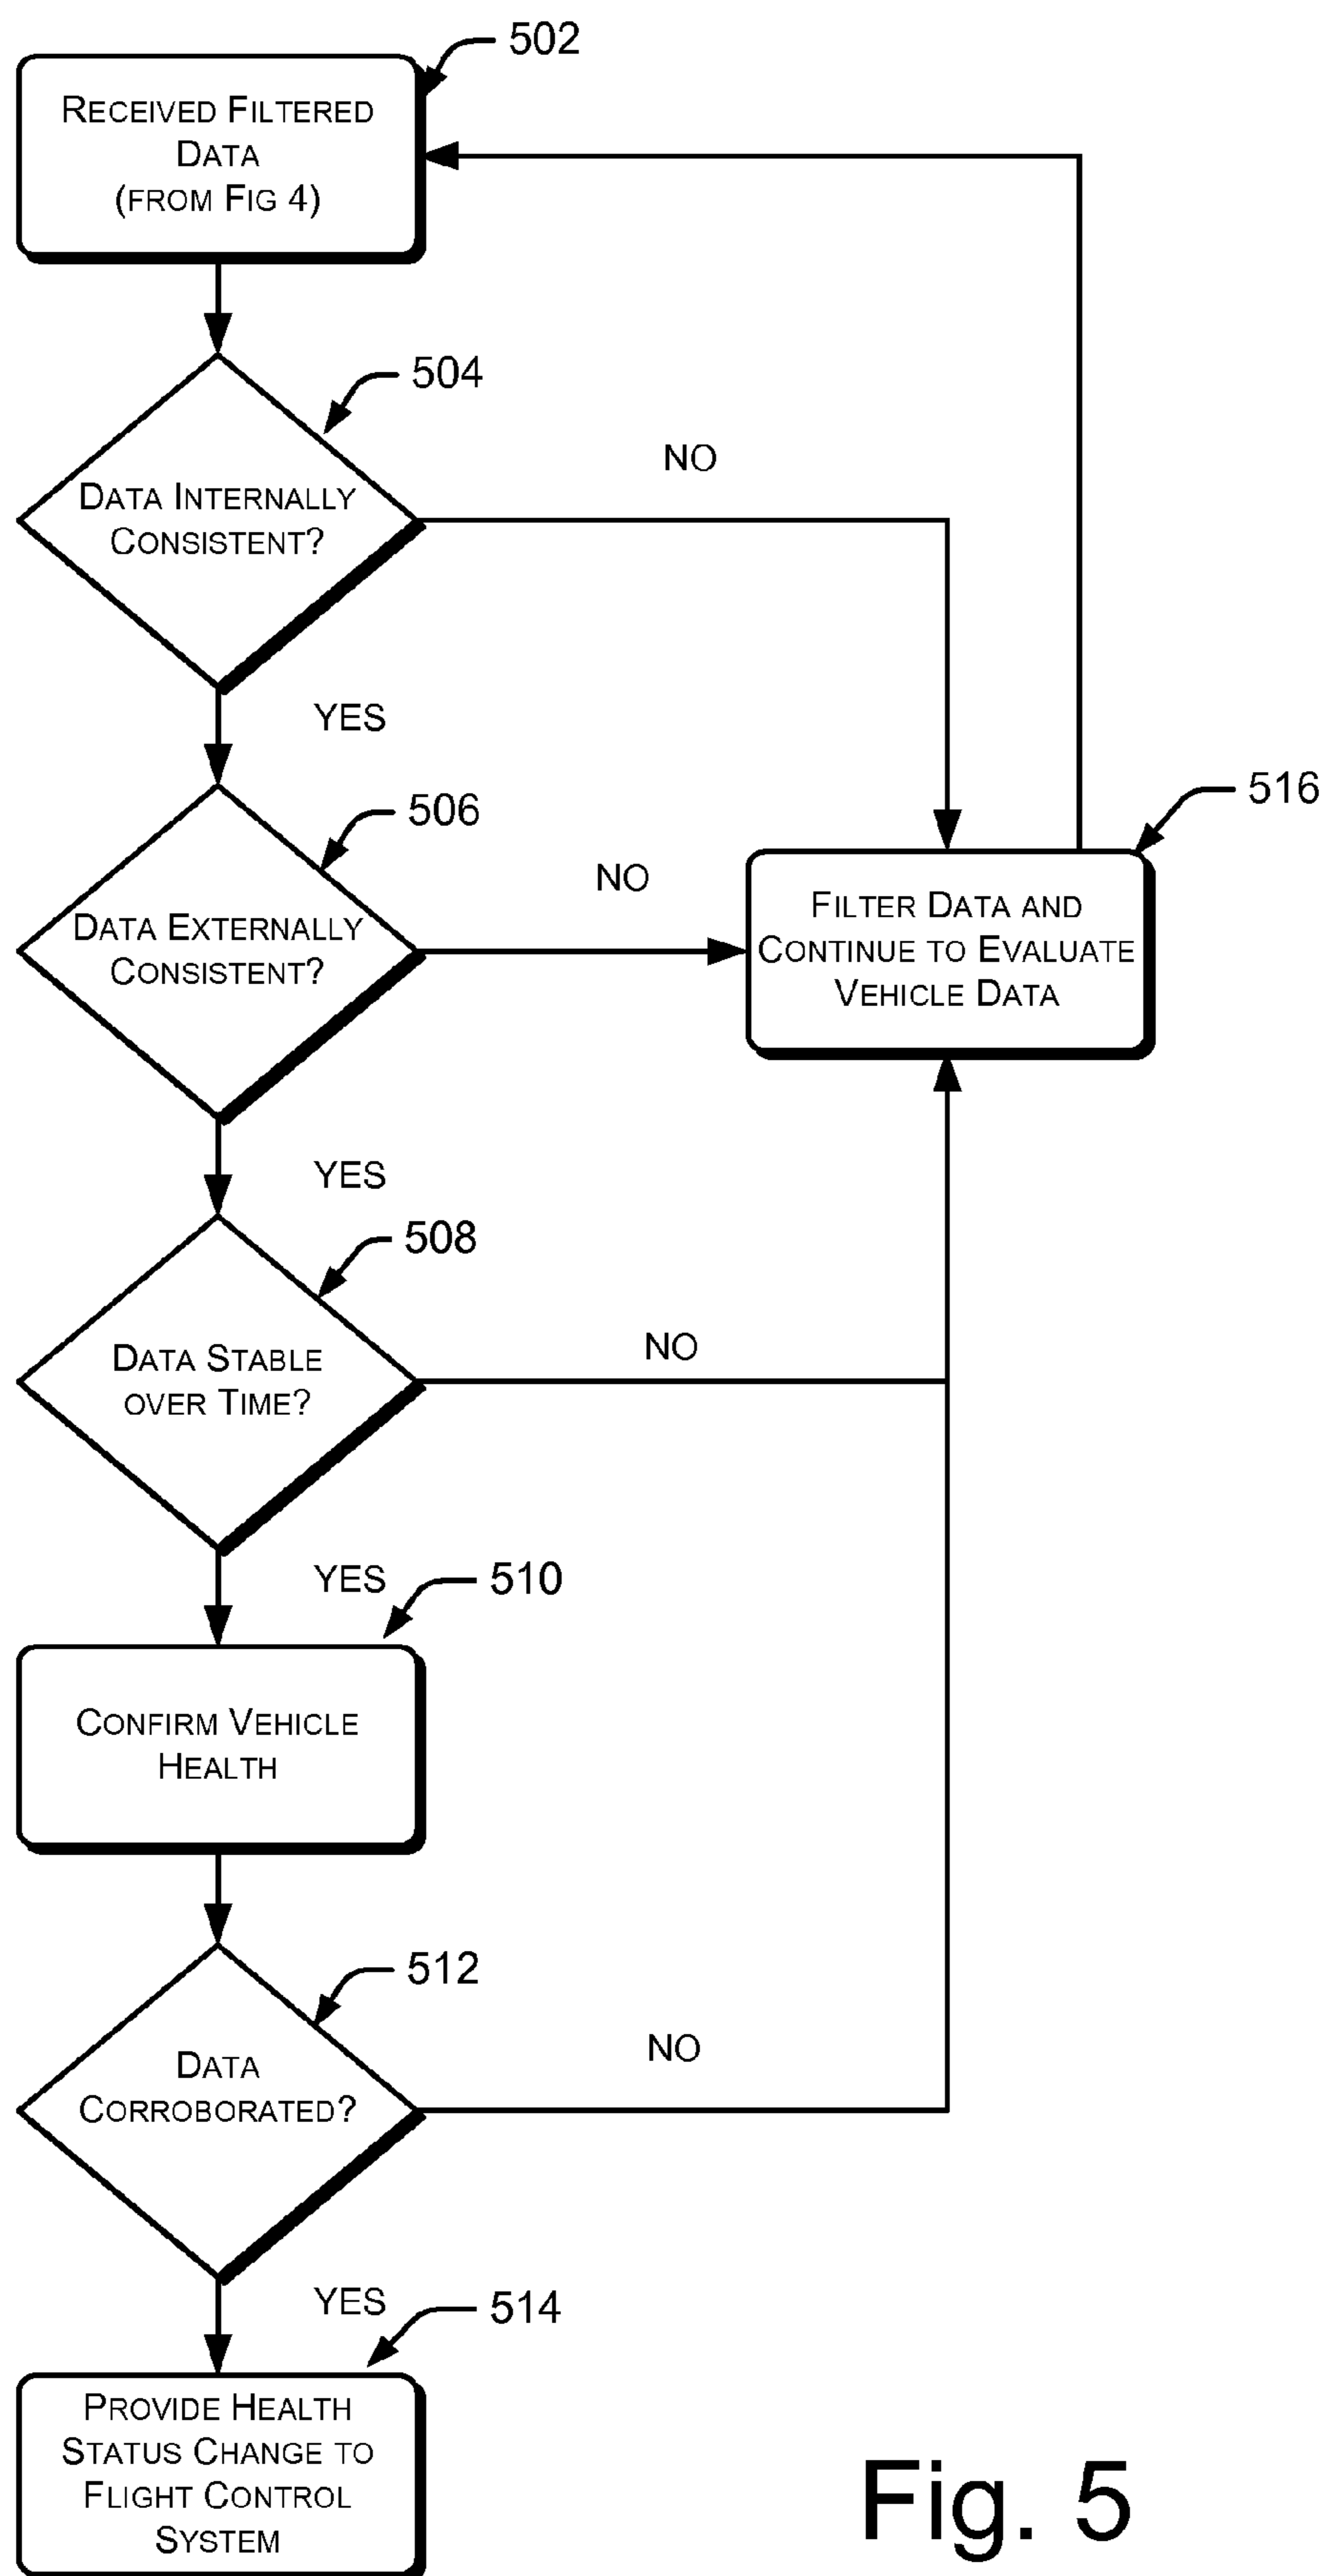 502
RECEIVED FILTERED
DATA
(FROM FIG 4)
504
DATA INTERNALLY
CONSISTENT?
NO
YES
506
DATA EXTERNALLY
CONSISTENT?
NO
516
FILTER DATA AND
CONTINUE TO EVALUATE
VEHICLE DATA
YES
508
DATA STABLE
OVER TIME?
NO
YES
510
CONFIRM VEHICLE
HEALTH
512
DATA
CORROBORATED?
NO
YES
514
PROVIDE HEALTH
STATUS CHANGE TO
FLIGHT CONTROL
SYSTEM
Fig. 5